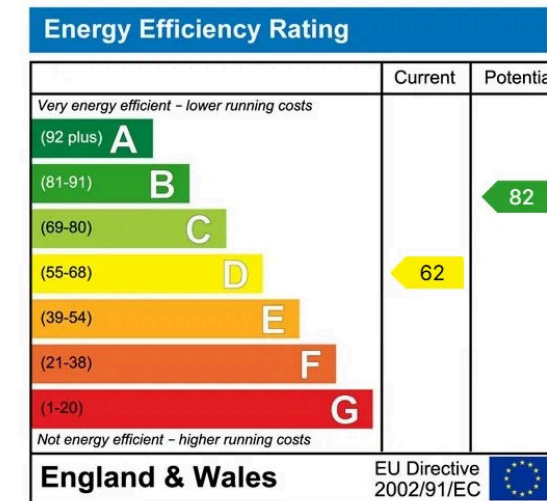 Energy Efficiency Rating
Current Potentia
Very energy efficient – lower running costs
(92 plus) A
(81-91) B
82
(69-80) C
(55-68) D
62
(39-54) E
(21-38) F
(1-20) G
Not energy efficient – higher running costs
England & Wales
EU Directive
2002/91/EC